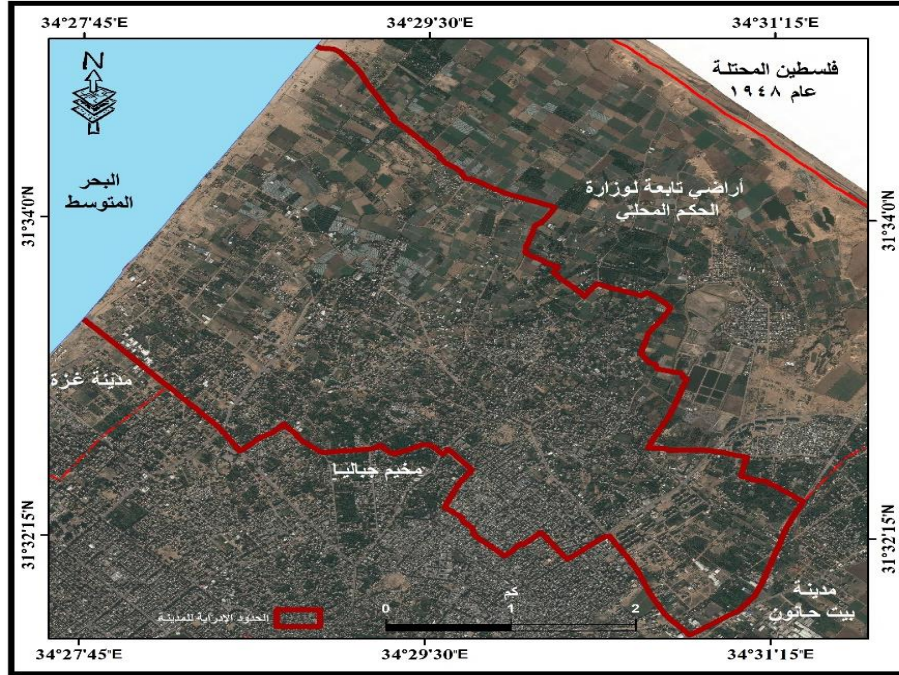 34°27'45"E 34°29'30"E 34°31'15"E
فلسطين المحتلة
عام ١٩٤٨
N
البحر
المتوسط
أراضي تابعة لوزارة
الحكم المحلي
31°34'0"N 31°34'0"N
مدينة غزة
مخيم جباليا
31°32'15"N 31°32'15"N
مدينة
بيت حانون
الحدود الادراية للمدينة
كم
0 1 2
34°27'45"E 34°29'30"E 34°31'15"E